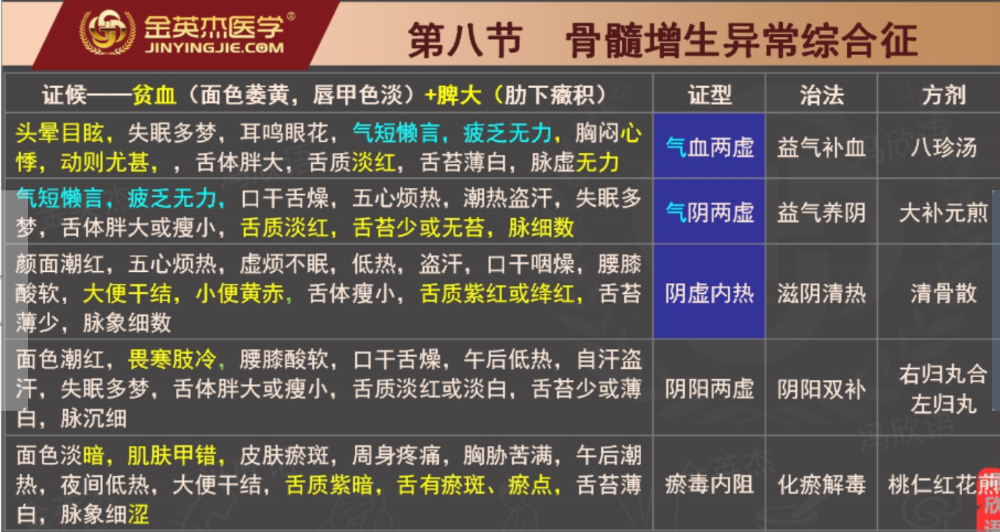 金英杰医学®
JINYINGJIE.COM
第八节 骨髓增生异常综合征
证候——贫血（面色萎黄，唇甲色淡）+脾大（肋下癥积）
证型
治法
方剂
头晕目眩，失眠多梦，耳鸣眼花，气短懒言，疲乏无力，胸闷心
悸，动则尤甚，，舌体胖大，舌质淡红，舌苔薄白，脉虚无力
气血两虚
益气补血
八珍汤
气短懒言，疲乏无力，口干舌燥，五心烦热，潮热盗汗，失眠多
梦，舌体胖大或瘦小，舌质淡红，舌苔少或无苔，脉细数
气阴两虚
益气养阴
大补元煎
颜面潮红，五心烦热，虚烦不眠，低热，盗汗，口干咽燥，腰膝
酸软，大便干结，小便黄赤，舌体瘦小，舌质紫红或绛红，舌苔
薄少，脉象细数
阴虚内热
滋阴清热
清骨散
面色潮红，畏寒肢冷，腰膝酸软，口干舌燥，午后低热，自汗盗
汗，失眠多梦，舌体胖大或瘦小，舌质淡红或淡白，舌苔少或薄
白，脉沉细
阴阳两虚
阴阳双补
右归丸合
左归丸
面色淡暗，肌肤甲错，皮肤瘀斑，周身疼痛，胸胁苦满，午后潮
热，夜间低热，大便干结，舌质紫暗，舌有瘀斑、瘀点，舌苔薄
白，脉象细涩
瘀毒内阻
化瘀解毒
桃仁红花煎
冯欣语
金英杰